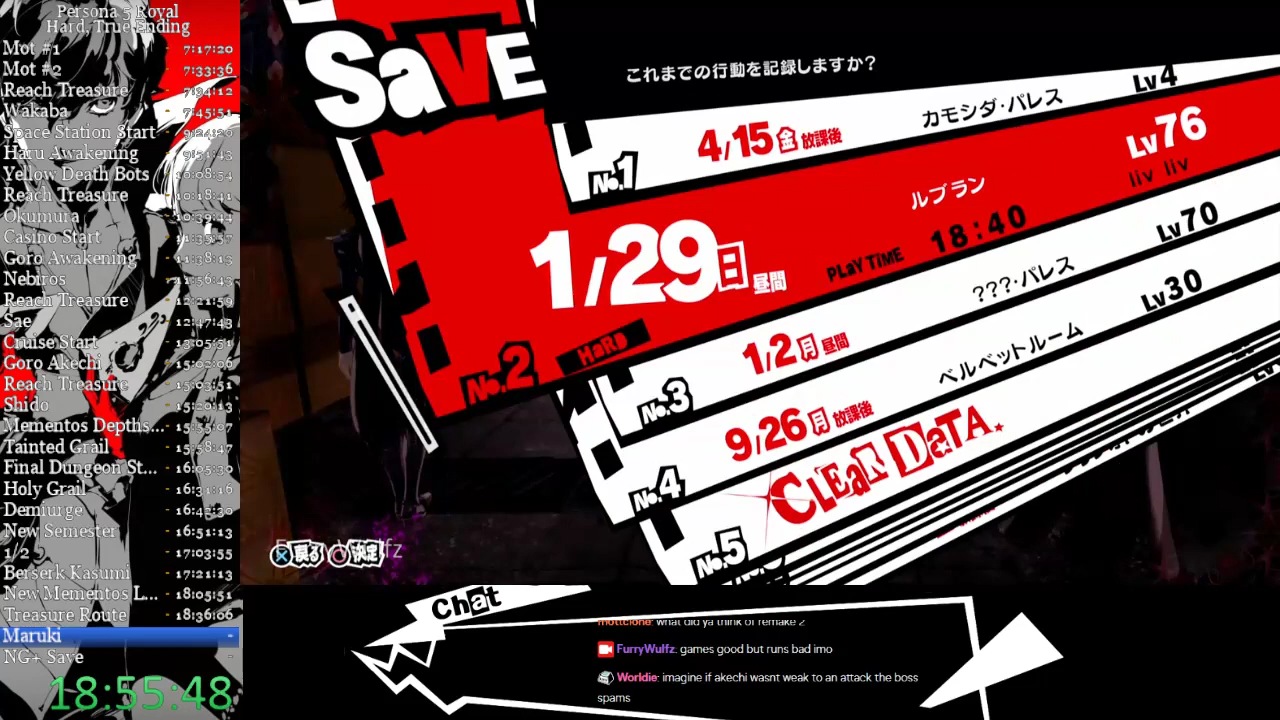 Persona 5 Royal
Hard, True Ending
Mot #1 - 7:17:20
Mot #2 - 7:33:36
Reach Treasure - 7:34:12
Wakaba - 7:45:51
Space Station Start - 9:24:20
Haru Awakening - 9:51:43
Yellow Death Bots - 10:08:54
Reach Treasure - 10:18:41
Okumura - 10:39:44
Casino Start - 11:35:57
Goro Awakening - 11:38:13
Nebiros - 11:56:43
Reach Treasure - 12:21:59
Sae - 12:47:43
Cruise Start - 13:05:51
Goro Akechi - 15:02:06
Reach Treasure - 15:03:51
Shido - 15:20:13
Mementos Depths... - 15:55:07
Tainted Grail - 15:58:47
Final Dungeon St... - 16:05:30
Holy Grail - 16:31:16
Demiurge - 16:42:30
New Semester - 16:51:13
1/2 - 17:03:55
Berserk Kasumi - 17:21:13
New Mementos L... - 18:05:51
Treasure Route - 18:36:06
Maruki -
NG+ Save -
18:55:48
SaVE
これまでの行動を記録しますか?
No.1 4/15 金 放課後 カモシダ・パレス Lv4
No.2 1/29 日 昼間 ルブラン Lv76
liv liv
PLaY TiME 18:40
HaRD
No.3 1/2 月 昼間 ???・パレス Lv70
No.4 9/26 月 放課後 ベルベットルーム Lv30
No.5 CLEaR DaTA
戻る 決定
Chat
mottclone: what did ya think of remake 2
FurryWulfz: games good but runs bad imo
Worldie: imagine if akechi wasnt weak to an attack the boss
spams